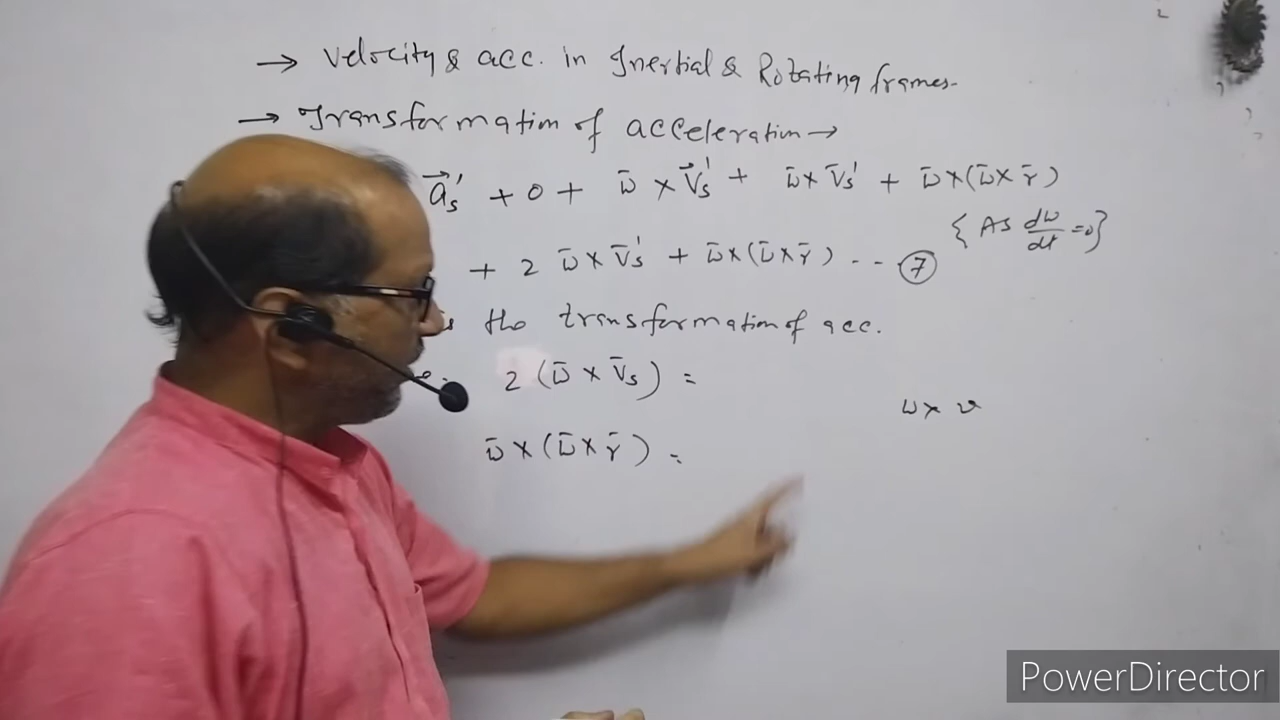 → Velocity & acc. in Inertial & Rotating frames.
→ Transformation of acceleration →
a⃗ₛ′ + 0 + ω̄ × v⃗ₛ′ + ω̄ × v̄ₛ′ + ω̄ × (ω̄ × r̄)
{ As dω/dt = 0 }
+ 2 ω̄ × v̄ₛ′ + ω̄ × (ω̄ × r̄) -- ⑦
the transformation of acc.
2 (ω̄ × v̄ₛ) =
ω × v
ω̄ × (ω̄ × r̄) =
PowerDirector